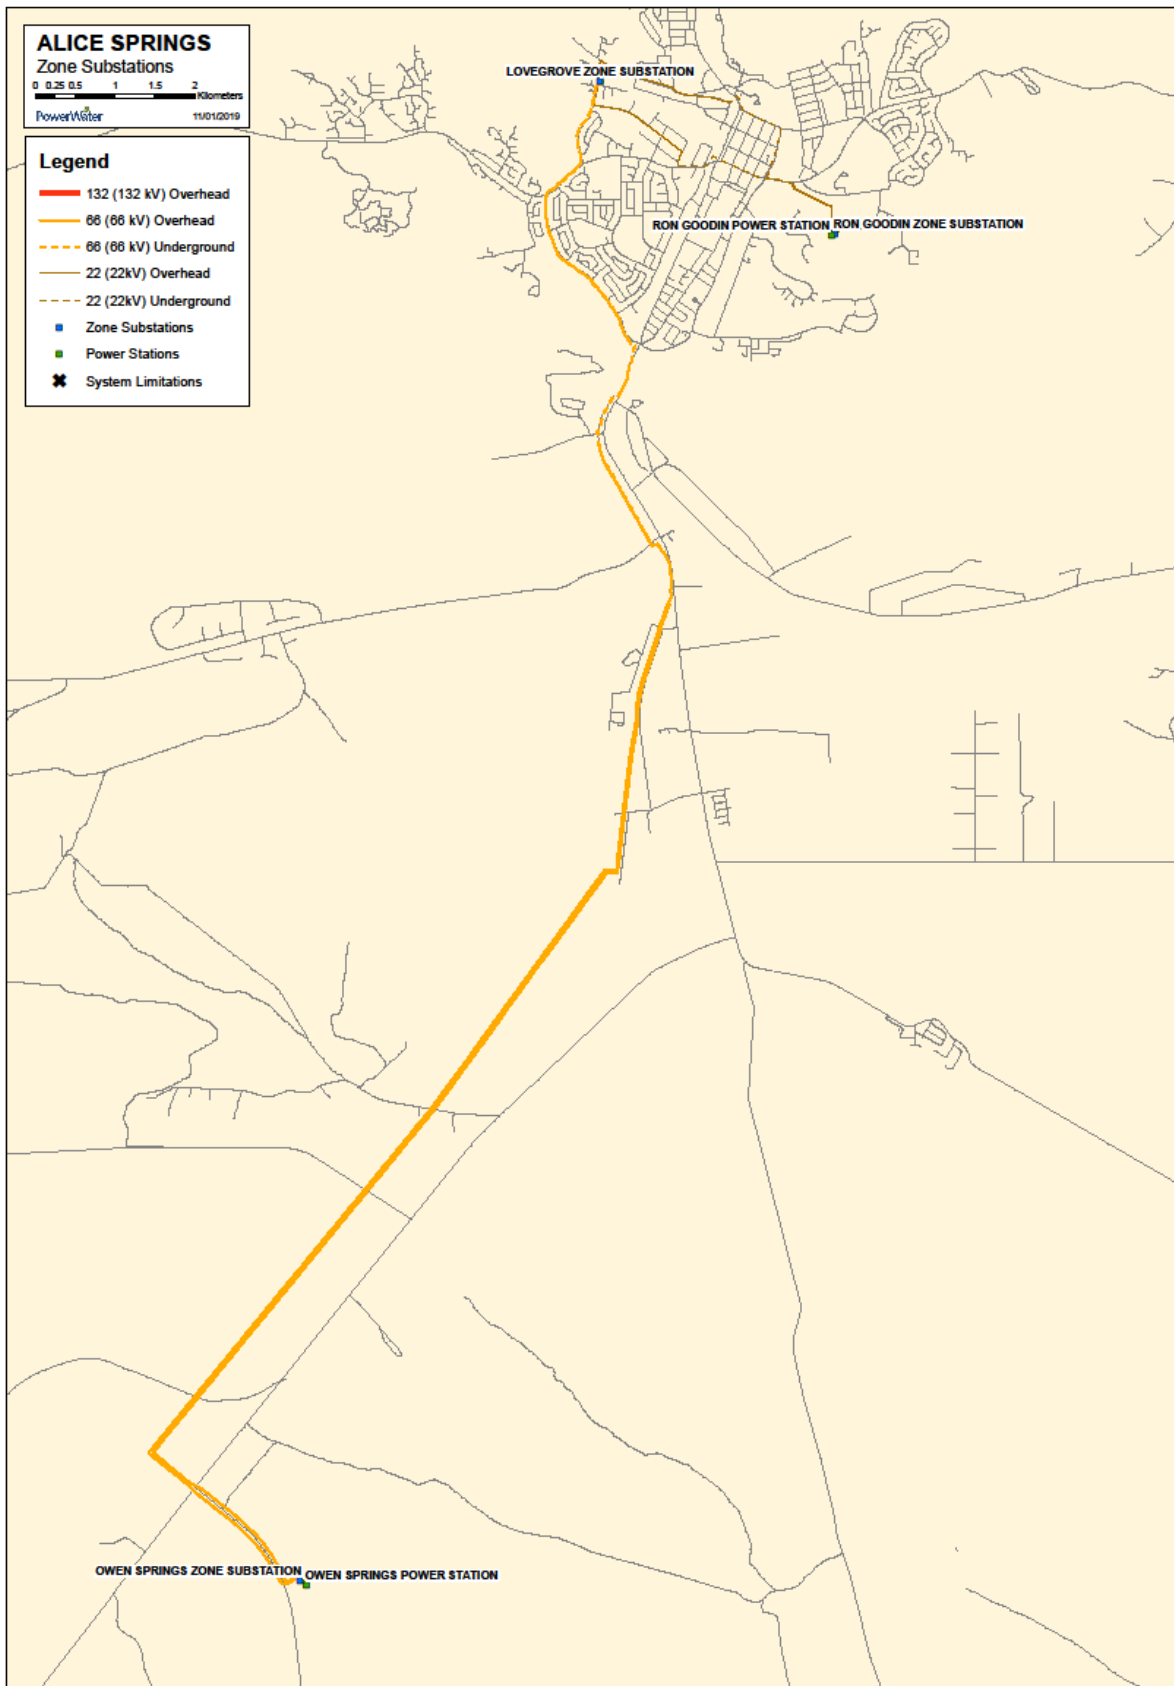 ALICE SPRINGS
Zone Substations
0 0.25 0.5 1 1.5 2
Kilometers
PowerWater 11/01/2019
Legend
132 (132 kV) Overhead
66 (66 kV) Overhead
66 (66 kV) Underground
22 (22kV) Overhead
22 (22kV) Underground
Zone Substations
Power Stations
System Limitations
LOVEGROVE ZONE SUBSTATION
RON GOODIN POWER STATION
RON GOODIN ZONE SUBSTATION
OWEN SPRINGS ZONE SUBSTATION
OWEN SPRINGS POWER STATION